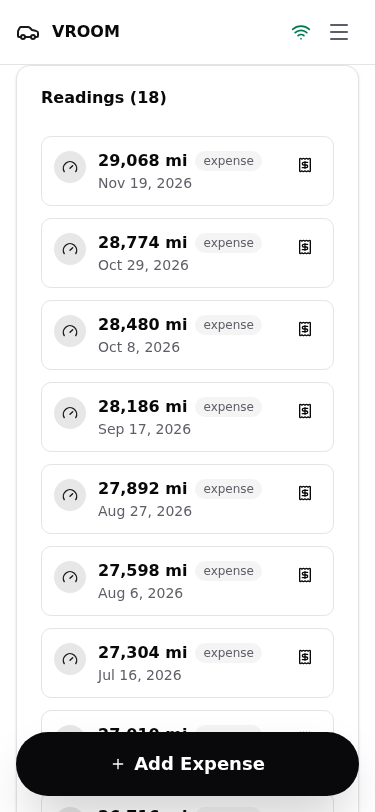 VROOM
Readings (18)
29,068 mi expense
Nov 19, 2026
28,774 mi expense
Oct 29, 2026
28,480 mi expense
Oct 8, 2026
28,186 mi expense
Sep 17, 2026
27,892 mi expense
Aug 27, 2026
27,598 mi expense
Aug 6, 2026
27,304 mi expense
Jul 16, 2026
+ Add Expense